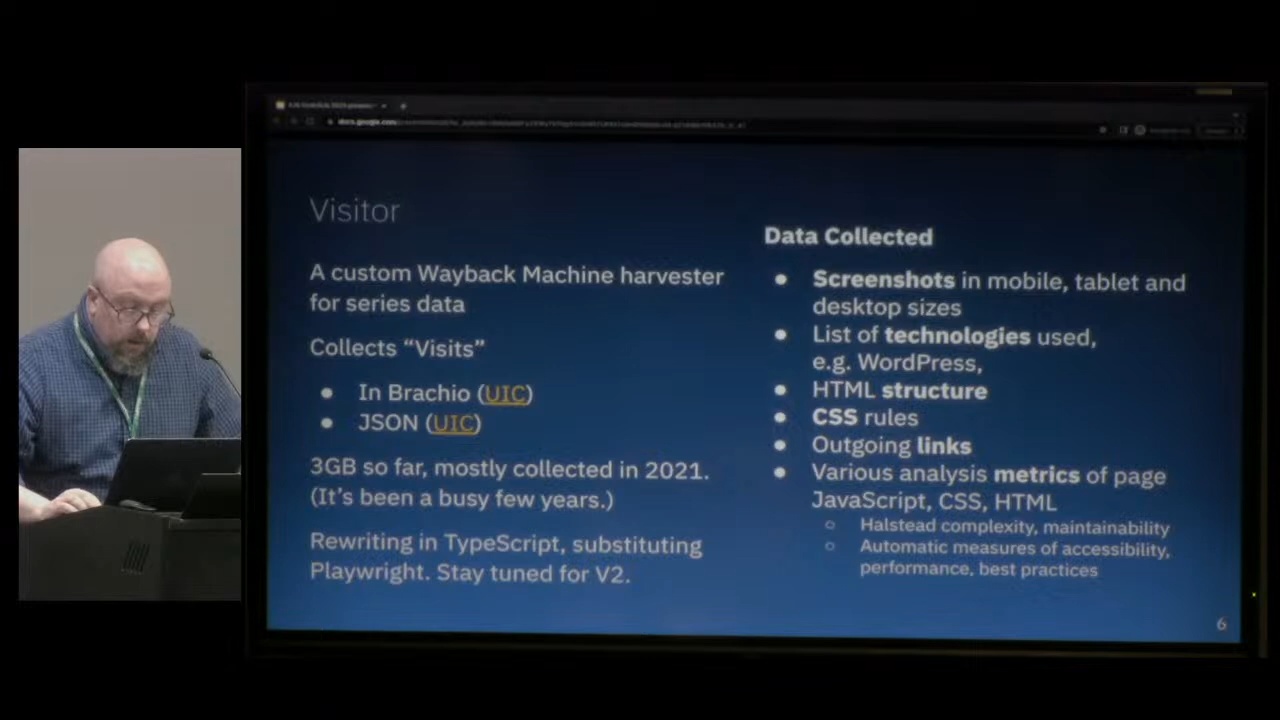 docs.google.com
Visitor
A custom Wayback Machine harvester
for series data
Collects “Visits”
● In Brachio (UIC)
● JSON (UIC)
3GB so far, mostly collected in 2021.
(It’s been a busy few years.)
Rewriting in TypeScript, substituting
Playwright. Stay tuned for V2.
Data Collected
● Screenshots in mobile, tablet and
desktop sizes
● List of technologies used,
e.g. WordPress,
● HTML structure
● CSS rules
● Outgoing links
● Various analysis metrics of page
JavaScript, CSS, HTML
○ Halstead complexity, maintainability
○ Automatic measures of accessibility,
performance, best practices
6